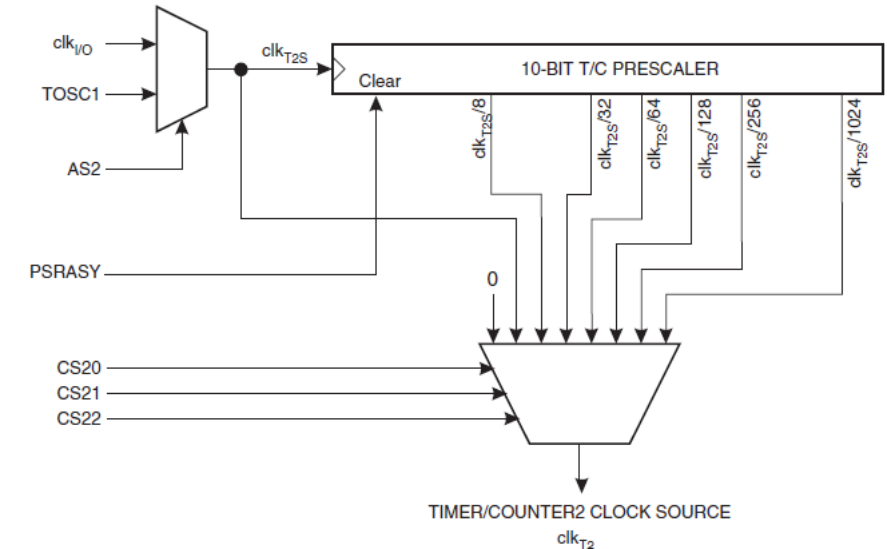 clkI/O
TOSC1
AS2
PSRASY
clkT2S
10-BIT T/C PRESCALER
Clear
clkT2S/8
clkT2S/32
clkT2S/64
clkT2S/128
clkT2S/256
clkT2S/1024
0
CS20
CS21
CS22
TIMER/COUNTER2 CLOCK SOURCE
clkT2